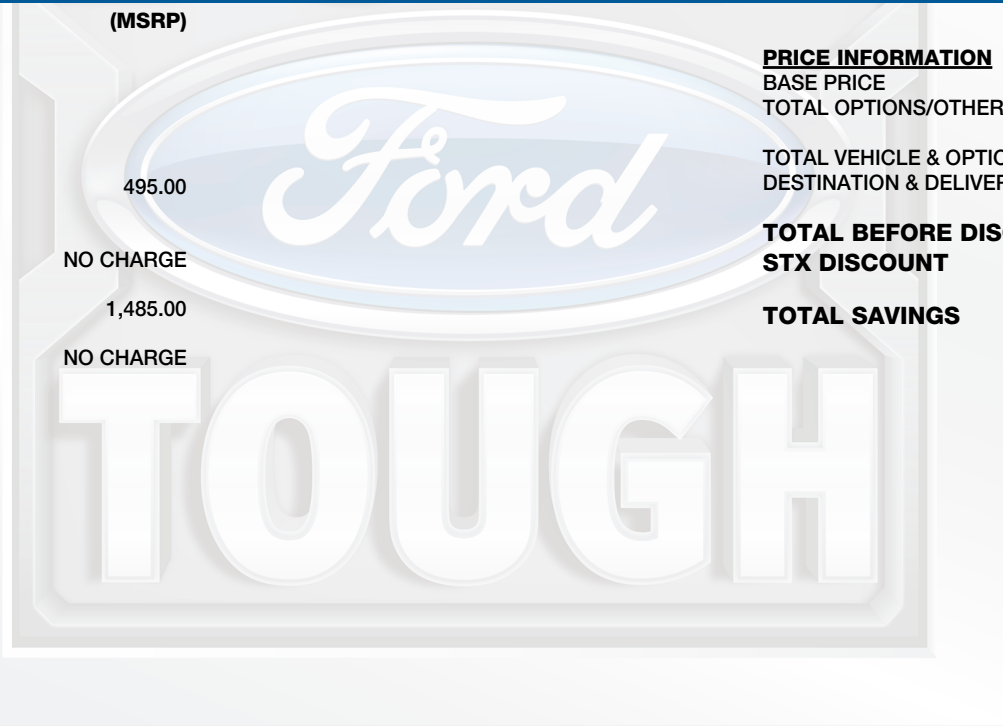 (MSRP)
495.00
NO CHARGE
1,485.00
NO CHARGE
PRICE INFORMATION
BASE PRICE
TOTAL OPTIONS/OTHER
TOTAL VEHICLE & OPTIO
DESTINATION & DELIVER
TOTAL BEFORE DISC
STX DISCOUNT
TOTAL SAVINGS
Ford
TOUGH